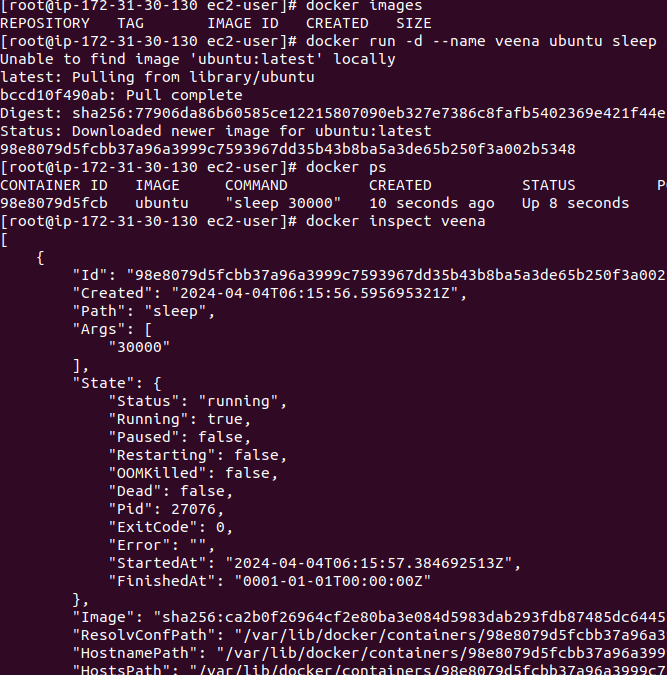 [root@ip-172-31-30-130 ec2-user]# docker images
REPOSITORY   TAG       IMAGE ID   CREATED   SIZE
[root@ip-172-31-30-130 ec2-user]# docker run -d --name veena ubuntu sleep
Unable to find image 'ubuntu:latest' locally
latest: Pulling from library/ubuntu
bccd10f490ab: Pull complete
Digest: sha256:77906da86b60585ce12215807090eb327e7386c8fafb5402369e421f44e
Status: Downloaded newer image for ubuntu:latest
98e8079d5fcbb37a96a3999c7593967dd35b43b8ba5a3de65b250f3a002b5348
[root@ip-172-31-30-130 ec2-user]# docker ps
CONTAINER ID   IMAGE     COMMAND         CREATED          STATUS         P
98e8079d5fcb   ubuntu    "sleep 30000"   10 seconds ago   Up 8 seconds
[root@ip-172-31-30-130 ec2-user]# docker inspect veena
[
    {
        "Id": "98e8079d5fcbb37a96a3999c7593967dd35b43b8ba5a3de65b250f3a002
        "Created": "2024-04-04T06:15:56.595695321Z",
        "Path": "sleep",
        "Args": [
            "30000"
        ],
        "State": {
            "Status": "running",
            "Running": true,
            "Paused": false,
            "Restarting": false,
            "OOMKilled": false,
            "Dead": false,
            "Pid": 27076,
            "ExitCode": 0,
            "Error": "",
            "StartedAt": "2024-04-04T06:15:57.384692513Z",
            "FinishedAt": "0001-01-01T00:00:00Z"
        },
        "Image": "sha256:ca2b0f26964cf2e80ba3e084d5983dab293fdb87485dc6445
        "ResolvConfPath": "/var/lib/docker/containers/98e8079d5fcbb37a96a3
        "HostnamePath": "/var/lib/docker/containers/98e8079d5fcbb37a96a399
        "HostsPath": "/var/lib/docker/containers/98e8079d5fcbb37a96a3999c7